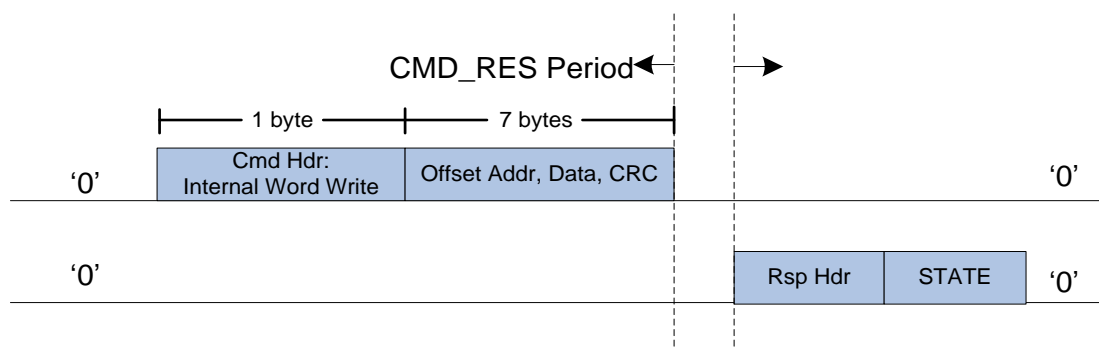 CMD_RES Period
1 byte
7 bytes
‘0’
Cmd Hdr:
Internal Word Write
Offset Addr, Data, CRC
‘0’
‘0’
Rsp Hdr
STATE
‘0’